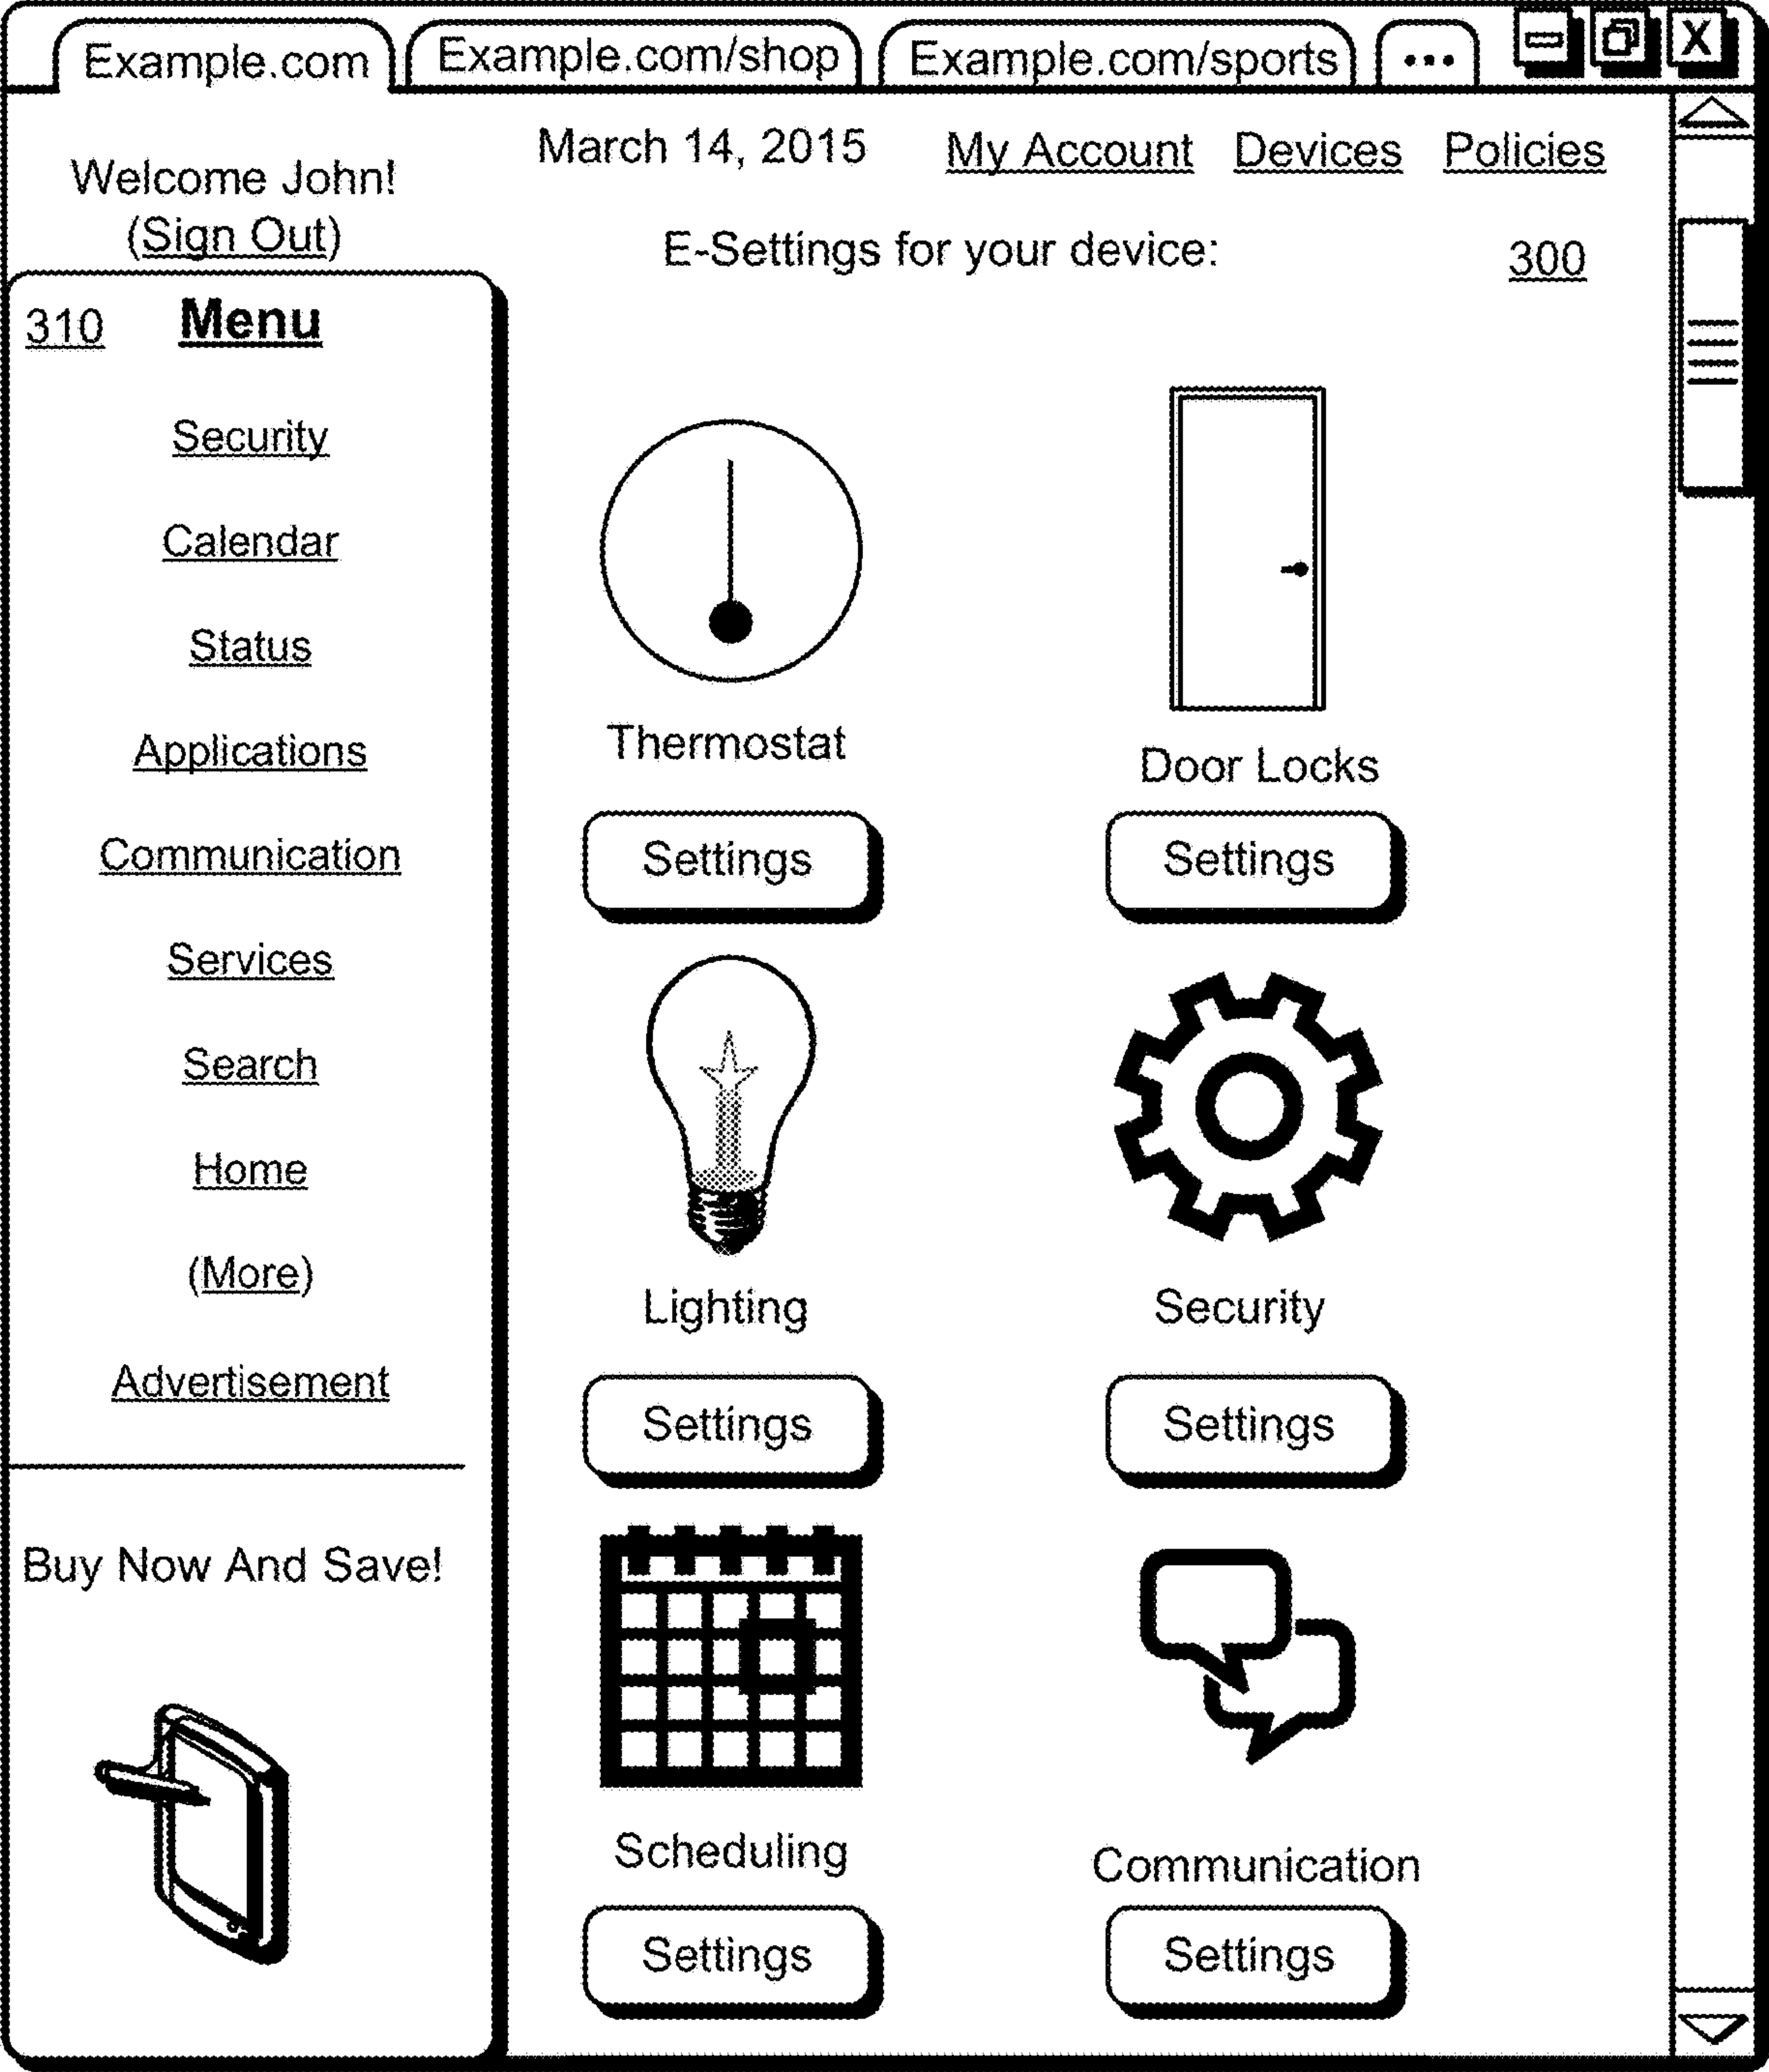 Example.com Example.com/shop Example.com/sports ... X
March 14, 2015 My Account Devices Policies
Welcome John!
(Sign Out)
E-Settings for your device: 300
310 Menu
Security
Calendar
Status
Applications
Communication
Services
Search
Home
(More)
Advertisement
Buy Now And Save!
Thermostat
Door Locks
Settings Settings
Lighting Security
Settings Settings
Scheduling
Communication
Settings Settings